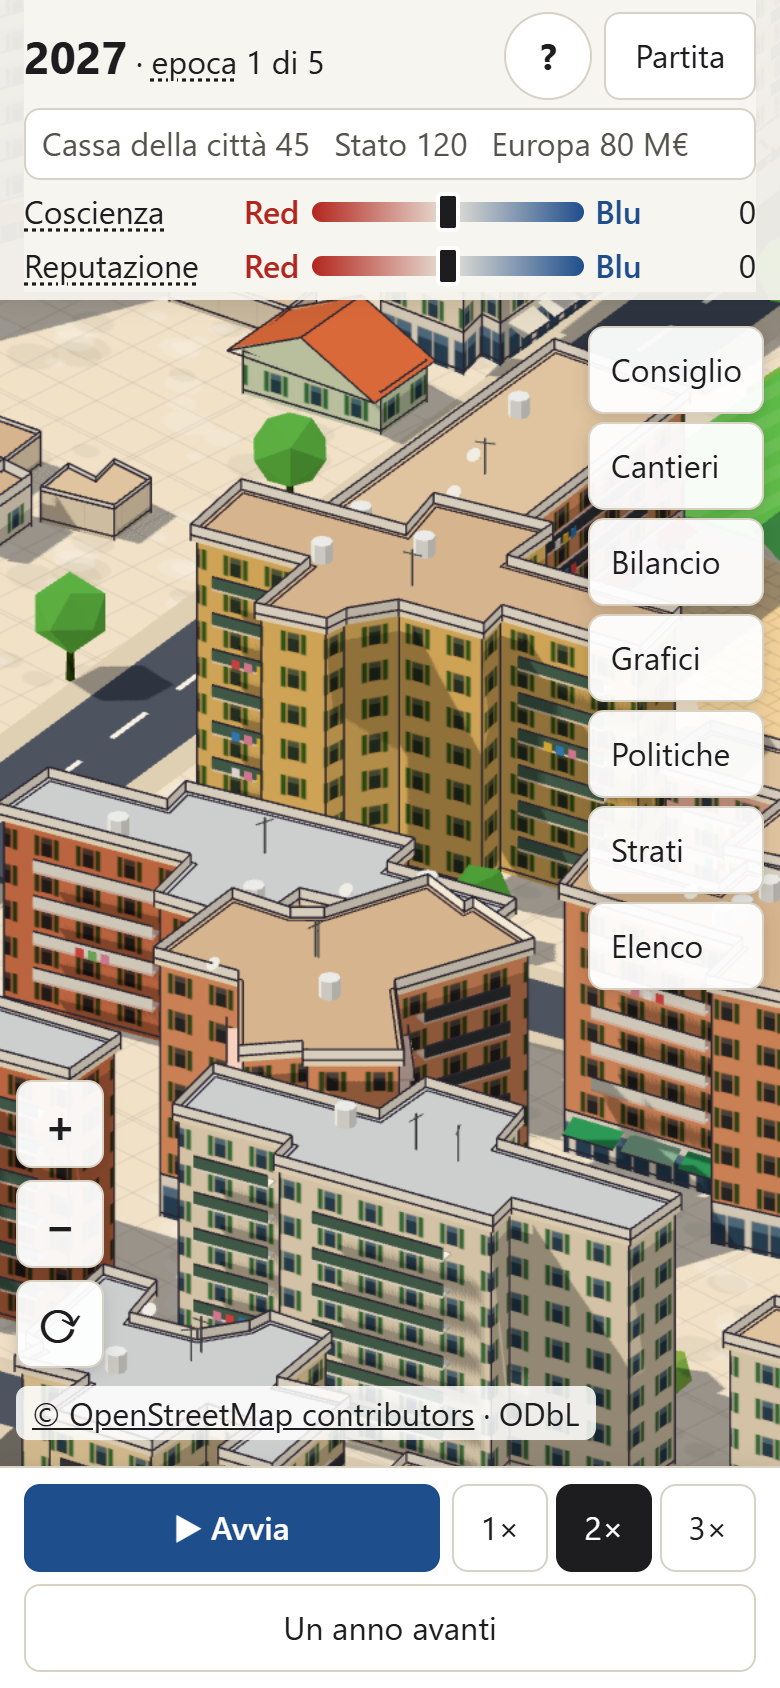 2027 · epoca 1 di 5
?
Partita
Cassa della città 45 Stato 120 Europa 80 M€
Coscienza Red Blu 0
Reputazione Red Blu 0
Consiglio
Cantieri
Bilancio
Grafici
Politiche
Strati
Elenco
+
−
© OpenStreetMap contributors · ODbL
▶ Avvia
1×
2×
3×
Un anno avanti